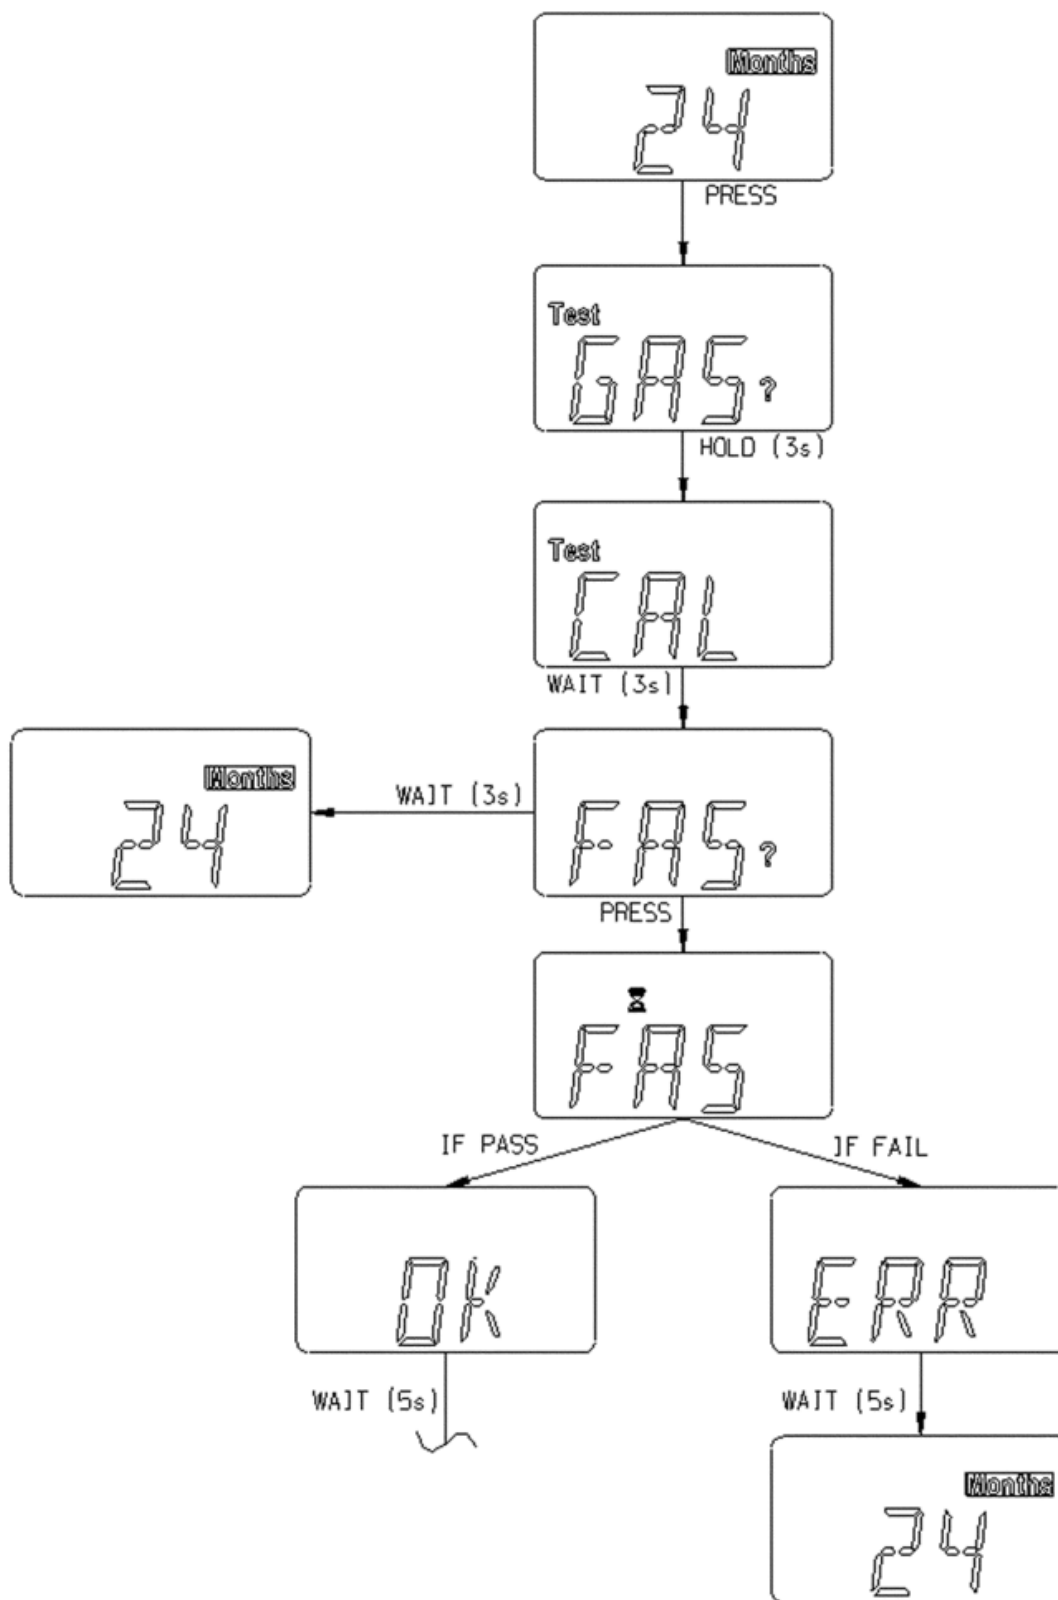 Months
24
PRESS
Test
GAS?
HOLD (3s)
Test
CAL
WAIT (3s)
Months
24
WAIT (3s)
FAS?
PRESS
FAS
IF PASS
IF FAIL
OK
ERR
WAIT (5s)
WAIT (5s)
Months
24